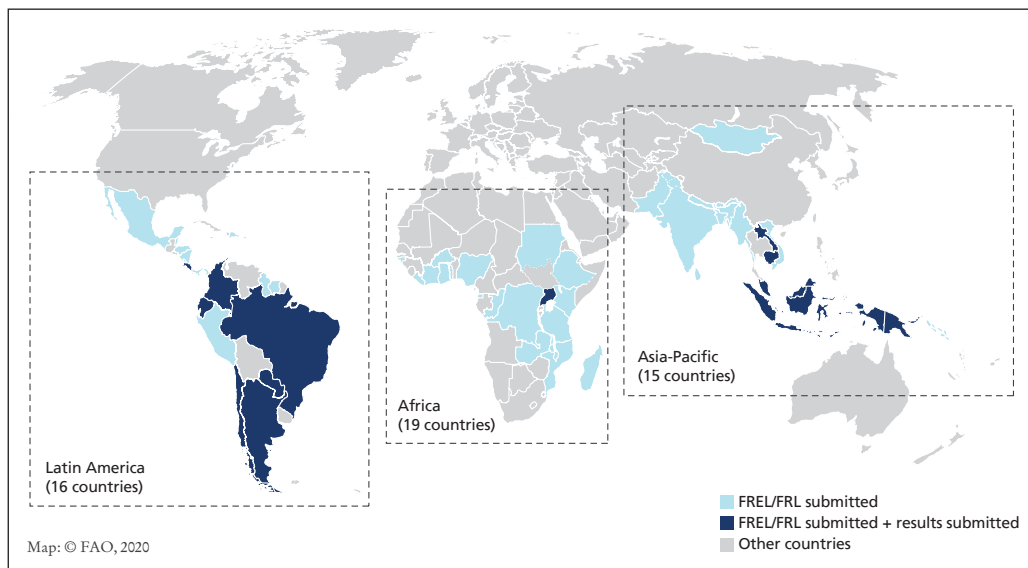 Asia-Pacific
(15 countries)
Africa
(19 countries)
Latin America
(16 countries)
FREL/FRL submitted
FREL/FRL submitted + results submitted
Other countries
Map: © FAO, 2020